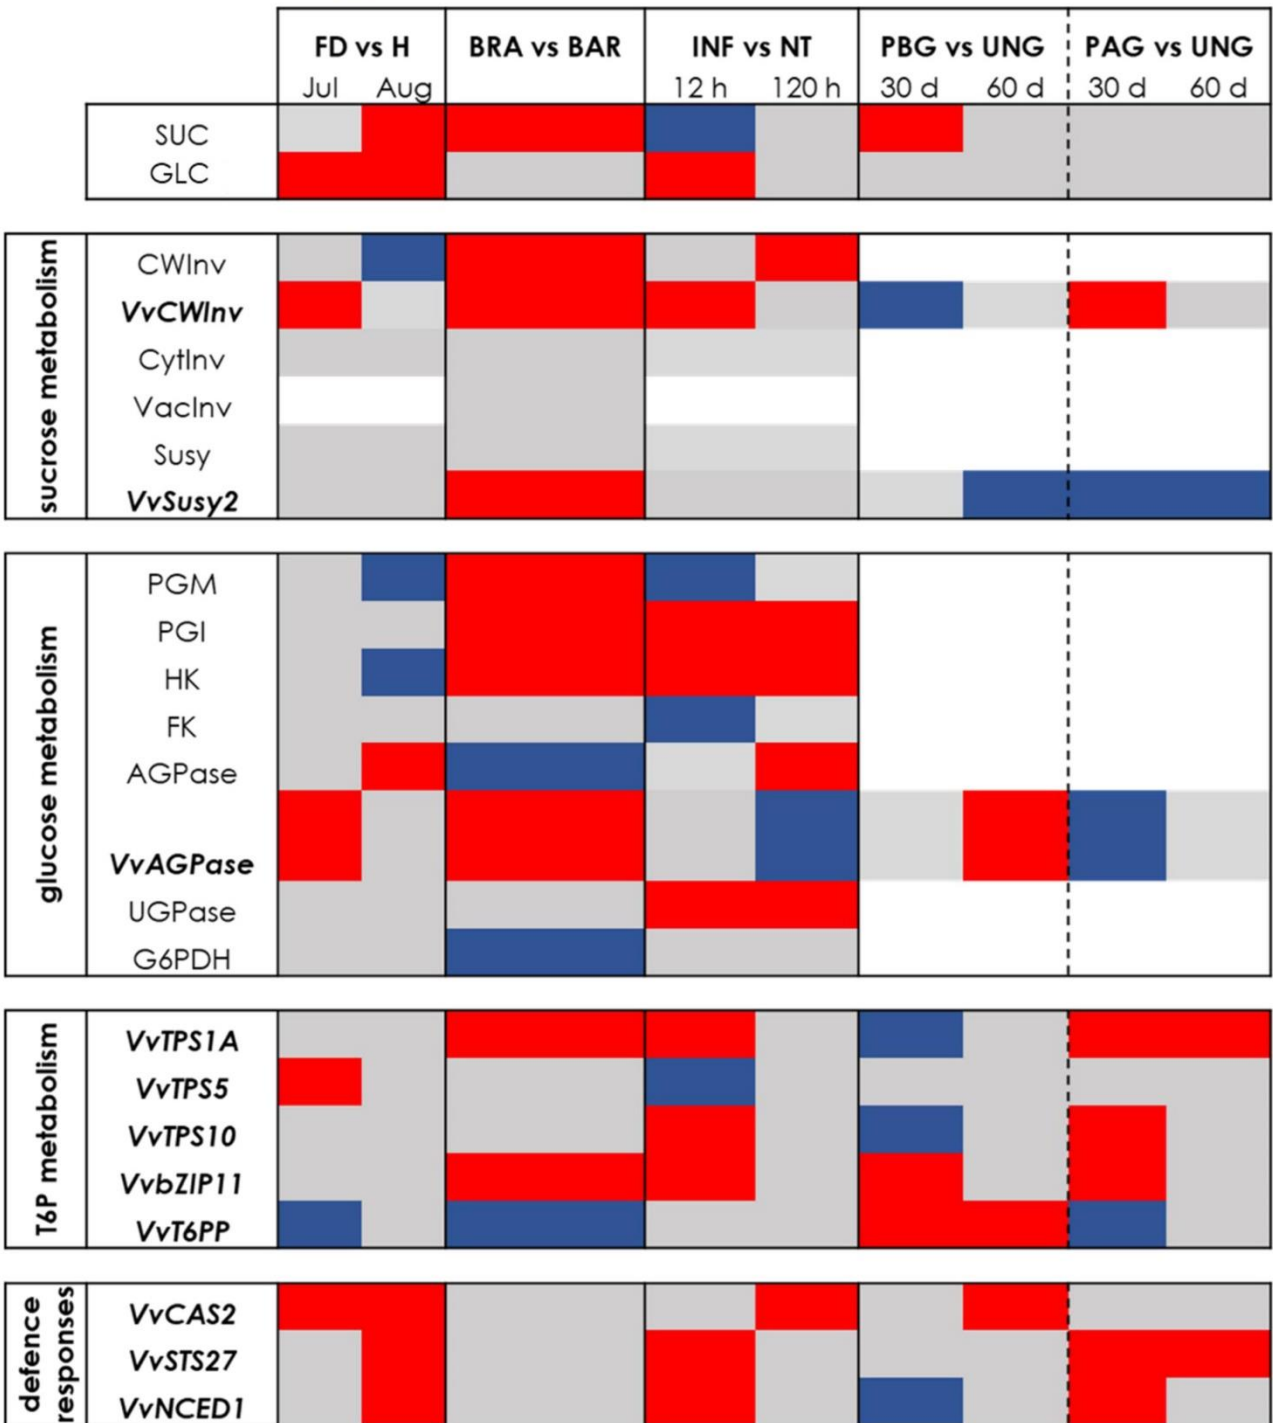 FD vs H BRA vs BAR INF vs NT PBG vs UNG PAG vs UNG
Jul Aug 12 h 120 h 30 d 60 d 30 d 60 d
SUC
GLC
sucrose metabolism
CWInv
VvCWInv
CytInv
VacInv
Susy
VvSusy2
glucose metabolism
PGM
PGI
HK
FK
AGPase
VvAGPase
UGPase
G6PDH
T6P metabolism
VvTPS1A
VvTPS5
VvTPS10
VvbZIP11
VvT6PP
defence
responses
VvCAS2
VvSTS27
VvNCED1